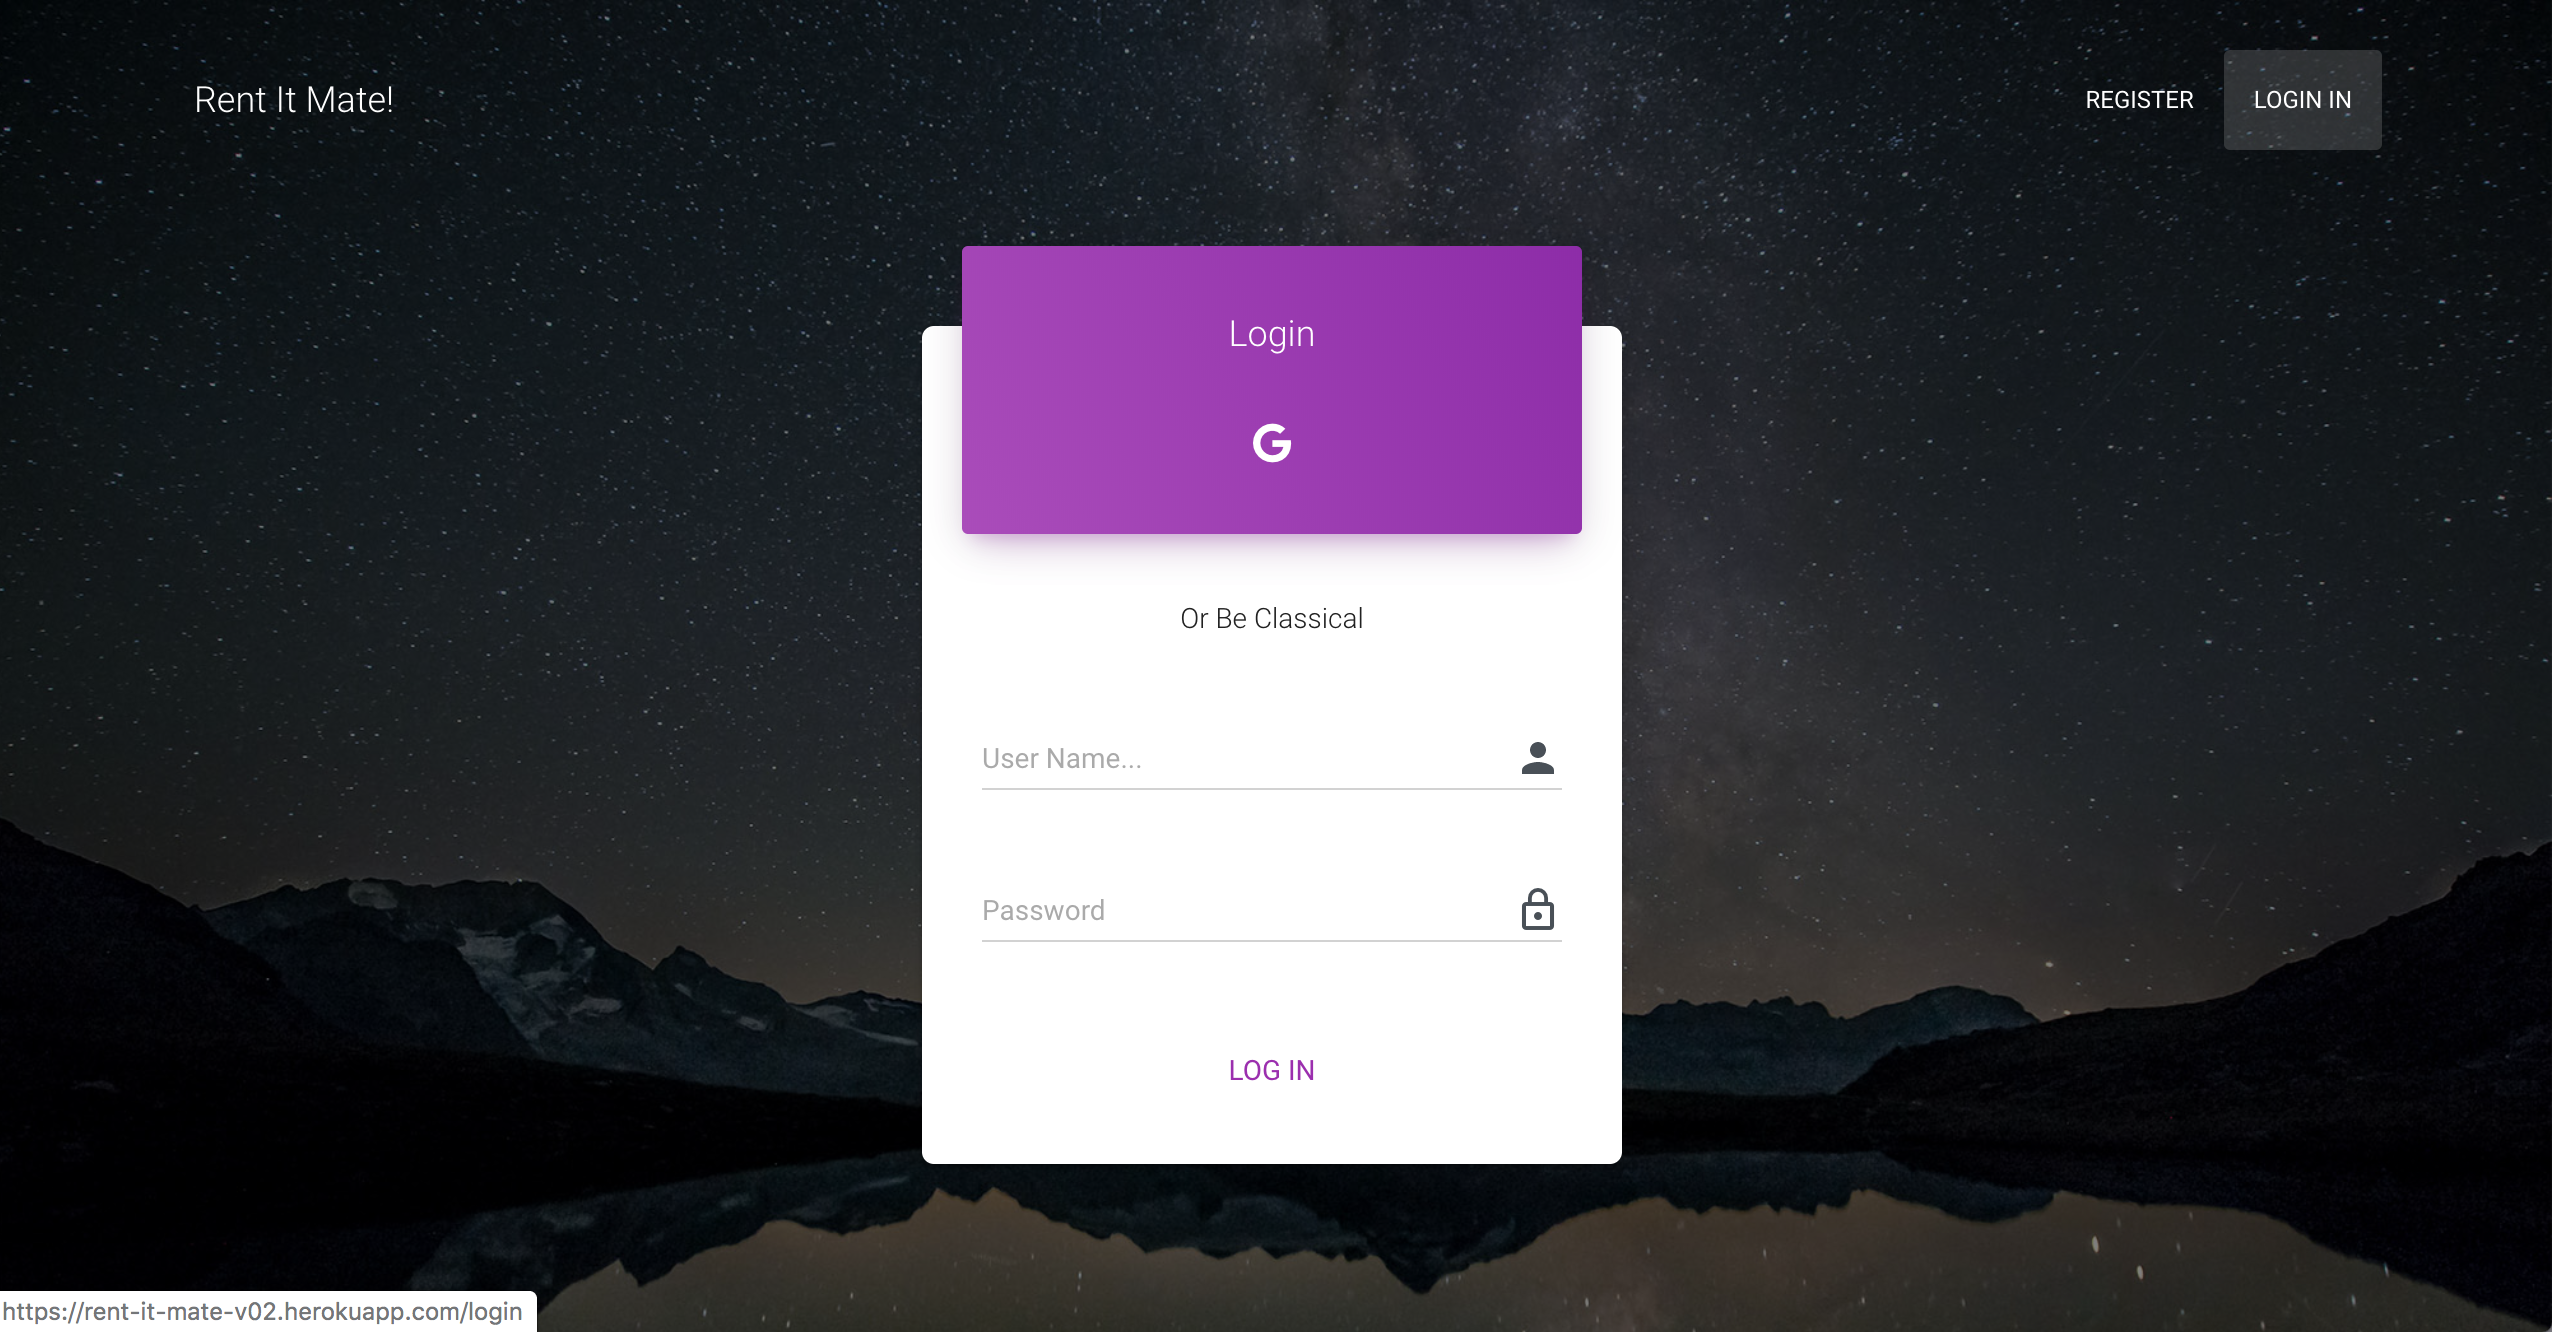 Rent It Mate!
REGISTER
LOGIN IN
Login
G
Or Be Classical
User Name...
Password
LOG IN
https://rent-it-mate-v02.herokuapp.com/login